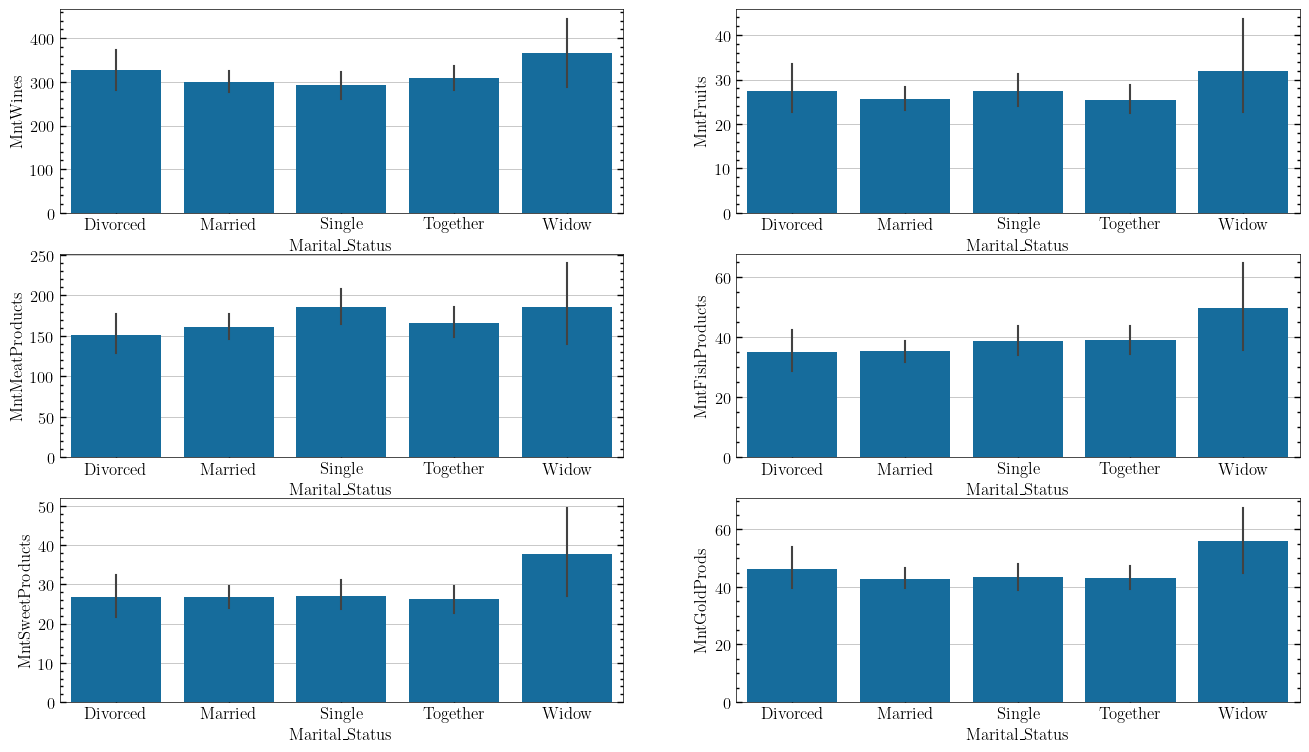 MntWines
400
300
200
100
0
Divorced Married Single Together Widow
Marital_Status
MntFruits
40
30
20
10
0
Divorced Married Single Together Widow
Marital_Status
MntMeatProducts
250
200
150
100
50
0
Divorced Married Single Together Widow
Marital_Status
MntFishProducts
60
40
20
0
Divorced Married Single Together Widow
Marital_Status
MntSweetProducts
50
40
30
20
10
0
Divorced Married Single Together Widow
Marital_Status
MntGoldProds
60
40
20
0
Divorced Married Single Together Widow
Marital_Status